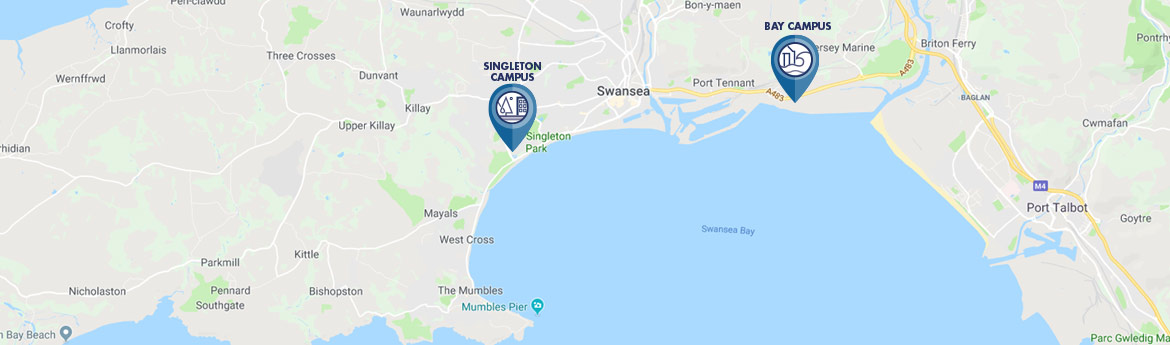 Pen-clawdd
Waunarlwydd
Bon-y-maen
Crofty
BAY CAMPUS
Pontrhy
Llanmorlais
Three Crosses
ersey Marine
Briton Ferry
SINGLETON
CAMPUS
Wernffrwd
Dunvant
Port Tennant
A483
Swansea
A483
BAGLAN
Killay
Upper Killay
Singleton
Park
Cwmafan
rhidian
M4
Mayals
Port Talbot
Goytre
West Cross
Swansea Bay
Kittle
Parkmill
Nicholaston
Pennard
Bishopston
The Mumbles
Southgate
Mumbles Pier
n Bay Beach
Parc Gwledig Ma